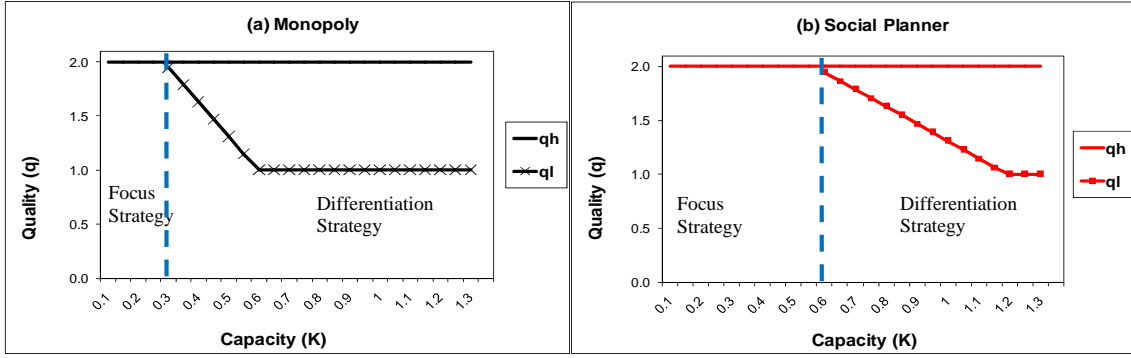 (a) Monopoly
Quality (q)
2.0
1.5
1.0
0.5
0.0
Focus
Strategy
Differentiation
Strategy
0.1
0.2
0.3
0.4
0.5
0.6
0.7
0.8
0.9
1
1.1
1.2
1.3
Capacity (K)
qh
ql
(b) Social Planner
Quality (q)
2.0
1.5
1.0
0.5
0.0
Focus
Strategy
Differentiation
Strategy
0.1
0.2
0.3
0.4
0.5
0.6
0.7
0.8
0.9
1
1.1
1.2
1.3
Capacity (K)
qh
ql